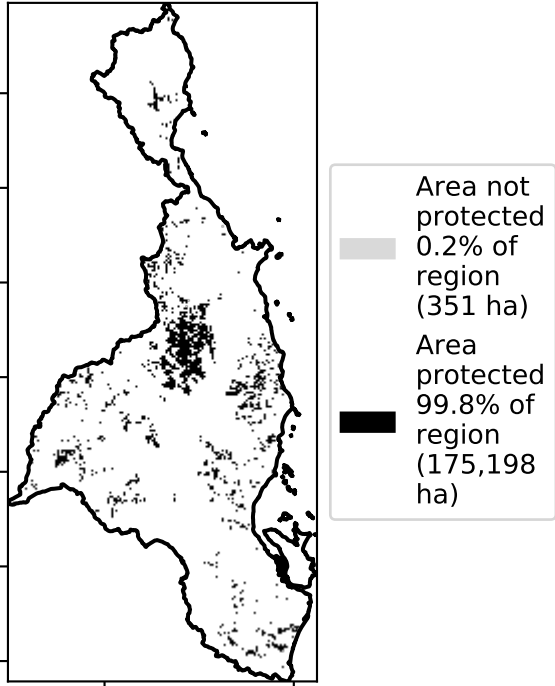 Area not
protected
0.2% of
region
(351 ha)
Area
protected
99.8% of
region
(175,198
ha)